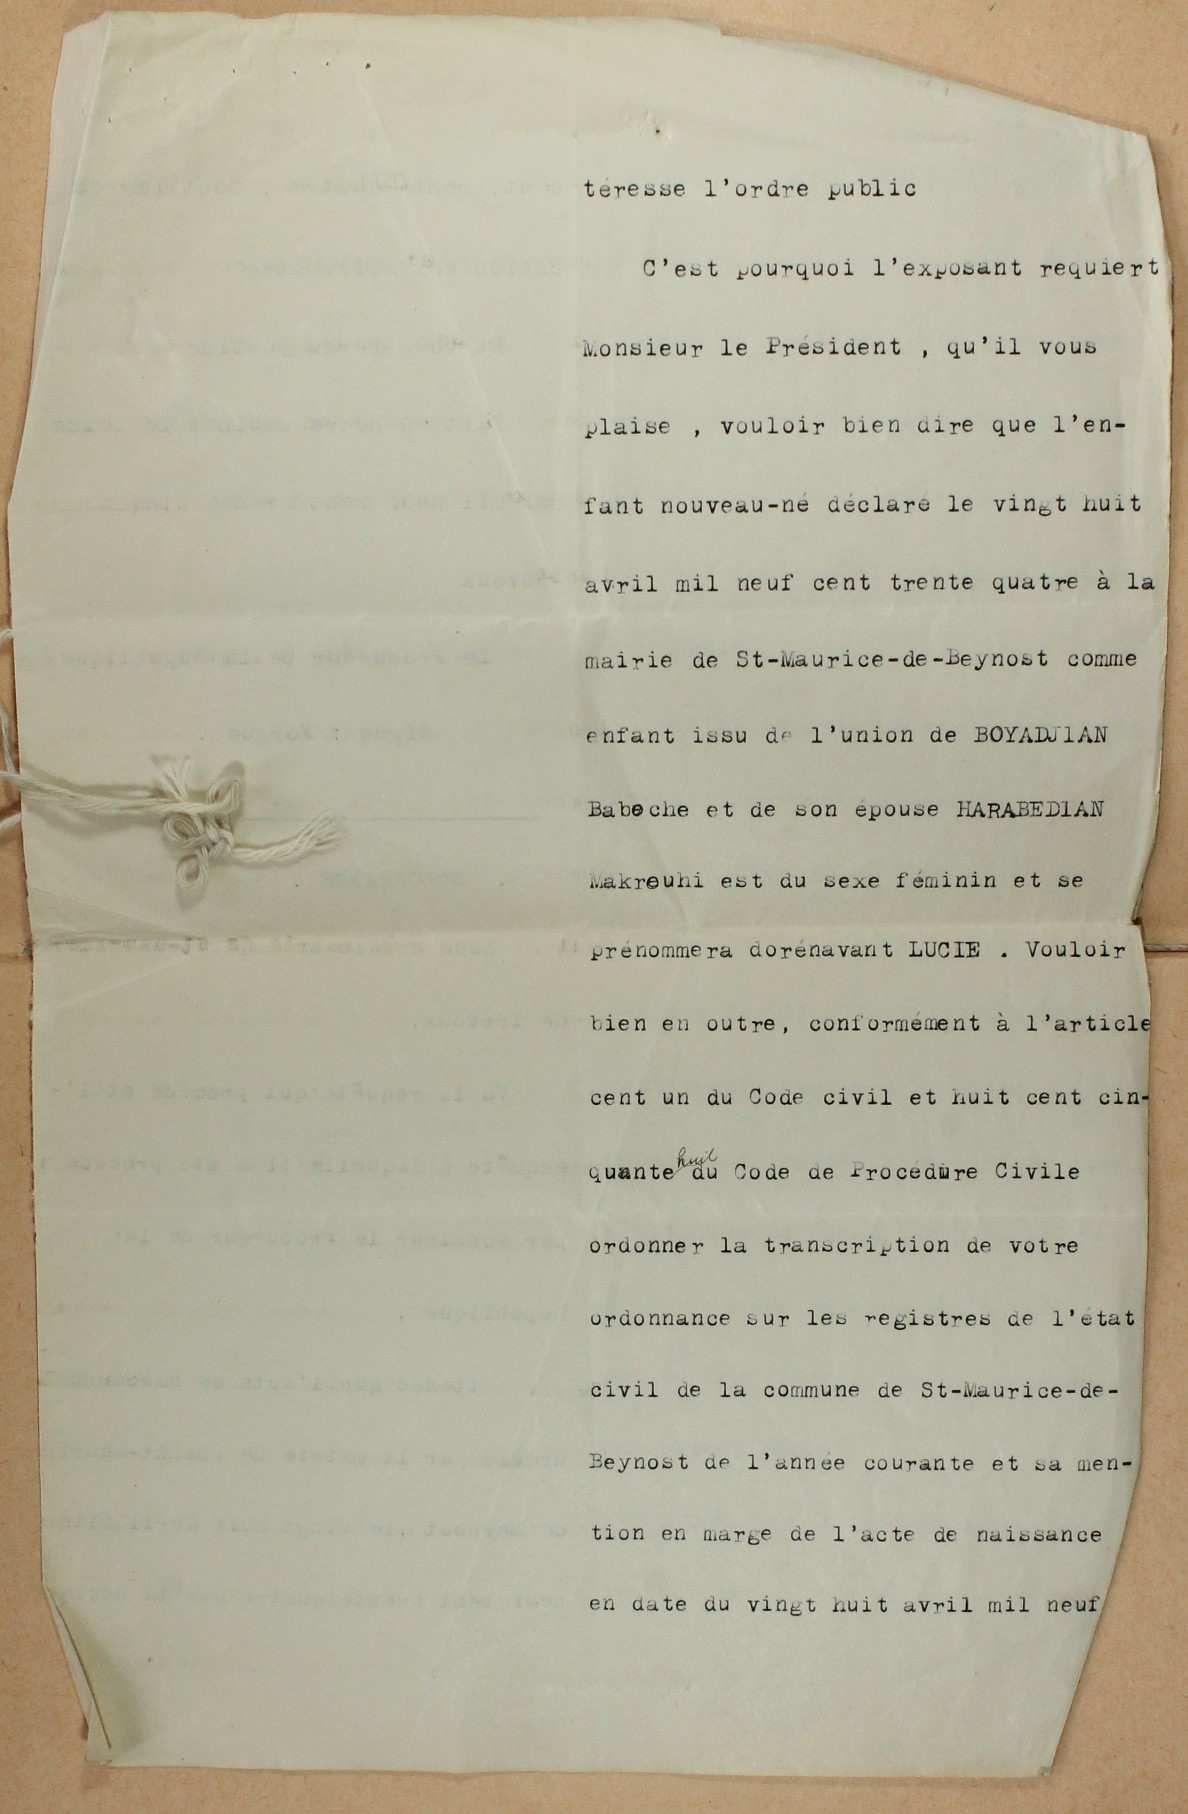 téresse l'ordre public
C'est pourquoi l'exposant requiert
Monsieur le Président , qu'il vous
plaise , vouloir bien dire que l'en-
fant nouveau-né déclaré le vingt huit
avril mil neuf cent trente quatre à la
mairie de St-Maurice-de-Beynost comme
enfant issu de l'union de BOYADJIAN
Baboche et de son épouse HARABEDIAN
Makrouhi est du sexe féminin et se
prénommera dorénavant LUCIE . Vouloir
bien en outre, conformément à l'article
cent un du Code civil et huit cent cin-
quante huit du Code de Procédure Civile
ordonner la transcription de votre
ordonnance sur les registres de l'état
civil de la commune de St-Maurice-de-
Beynost de l'année courante et sa men-
tion en marge de l'acte de naissance
en date du vingt huit avril mil neuf